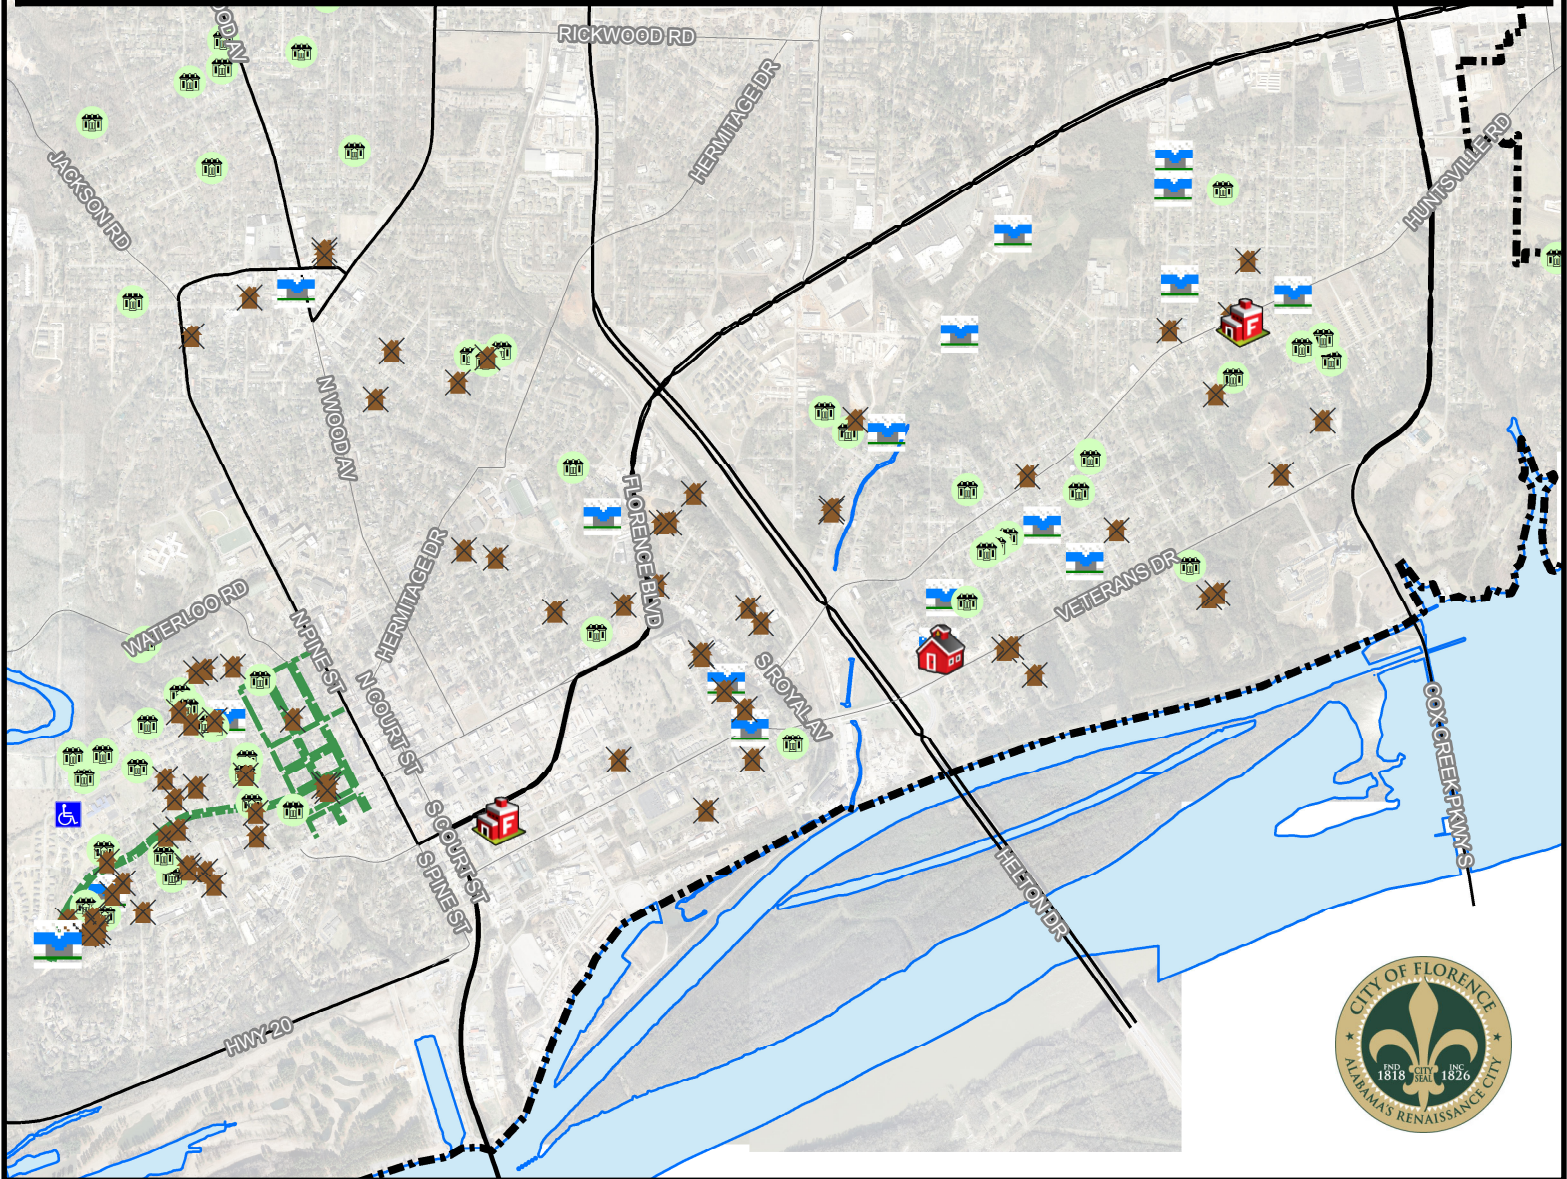 OOD AV
RICKWOOD RD
HERMITAGE DR
JACKSON RD
HUNTSVILLE RD
N WOOD AV
FLORENCE BLVD
HERMITAGE DR
WATERLOO RD
VETERANS DR
N PINE ST
N COURT ST
S ROYAL AV
COX CREEK PKWY S
S COURT ST
S PINE ST
HELTON DR
HWY 20
F
F
CITY OF FLORENCE
FND
1818
CITY
SEAL
INC
1826
ALABAMA'S RENAISSANCE CITY